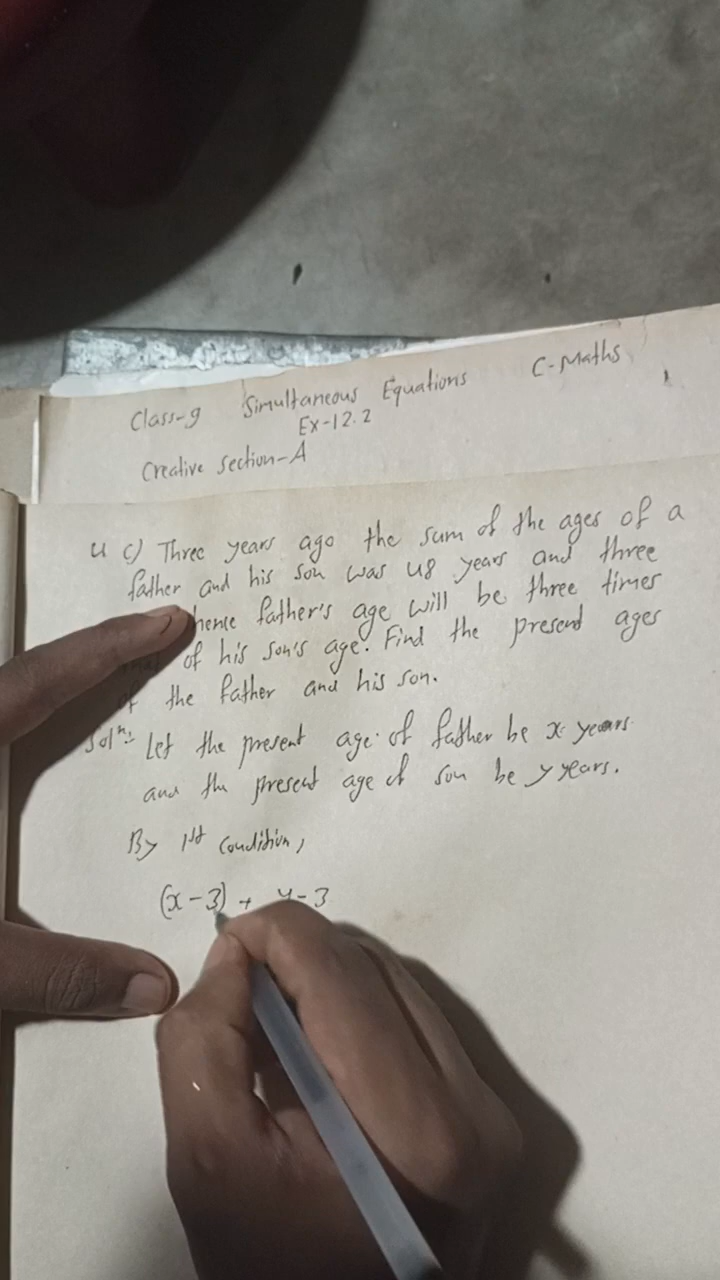 Class-9 Simultaneous Equations C-Maths
Ex-12.2
Creative section-A
4 c) Three years ago the sum of the ages of a
father and his son was 48 years and three
hence father's age will be three times
of his son's age. Find the present ages
of the father and his son.
Solⁿ:- Let the present age of father be x years
and the present age of son be y years.
By 1st condition,
(x-3) + y-3